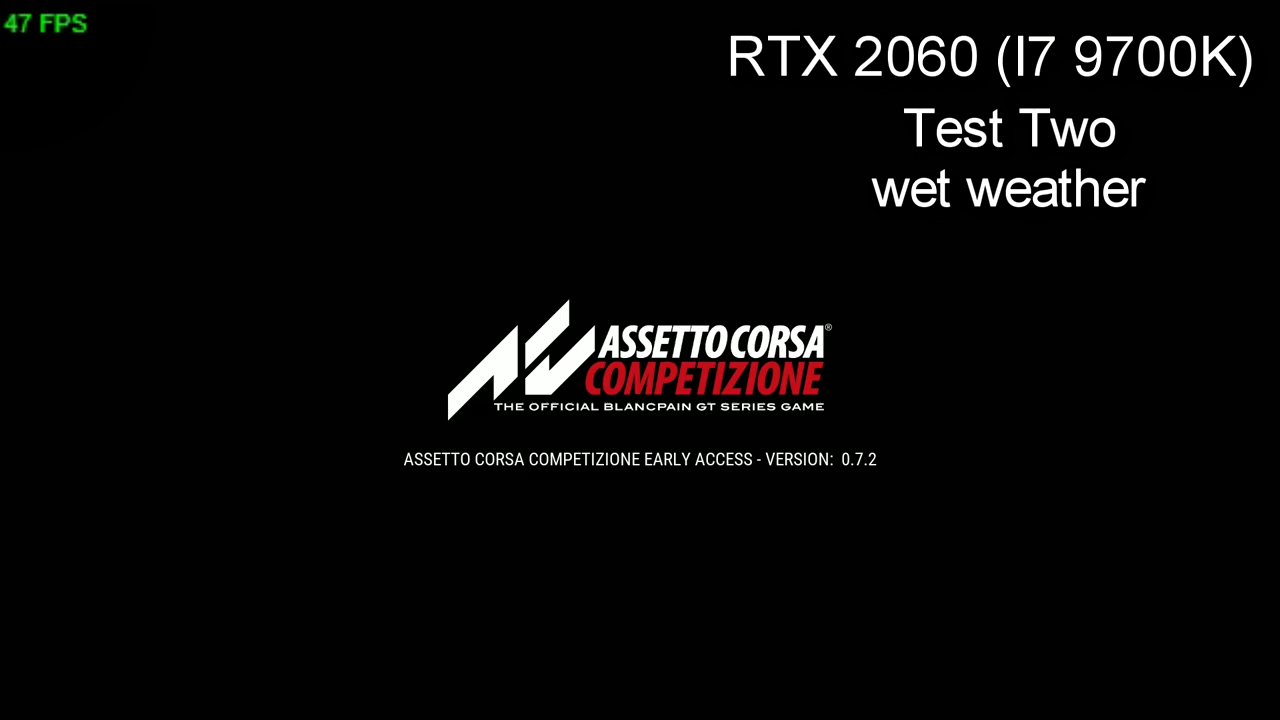 47 FPS
RTX 2060 (I7 9700K)
Test Two
wet weather
ASSETTO CORSA®
COMPETIZIONE
THE OFFICIAL BLANCPAIN GT SERIES GAME
ASSETTO CORSA COMPETIZIONE EARLY ACCESS - VERSION: 0.7.2